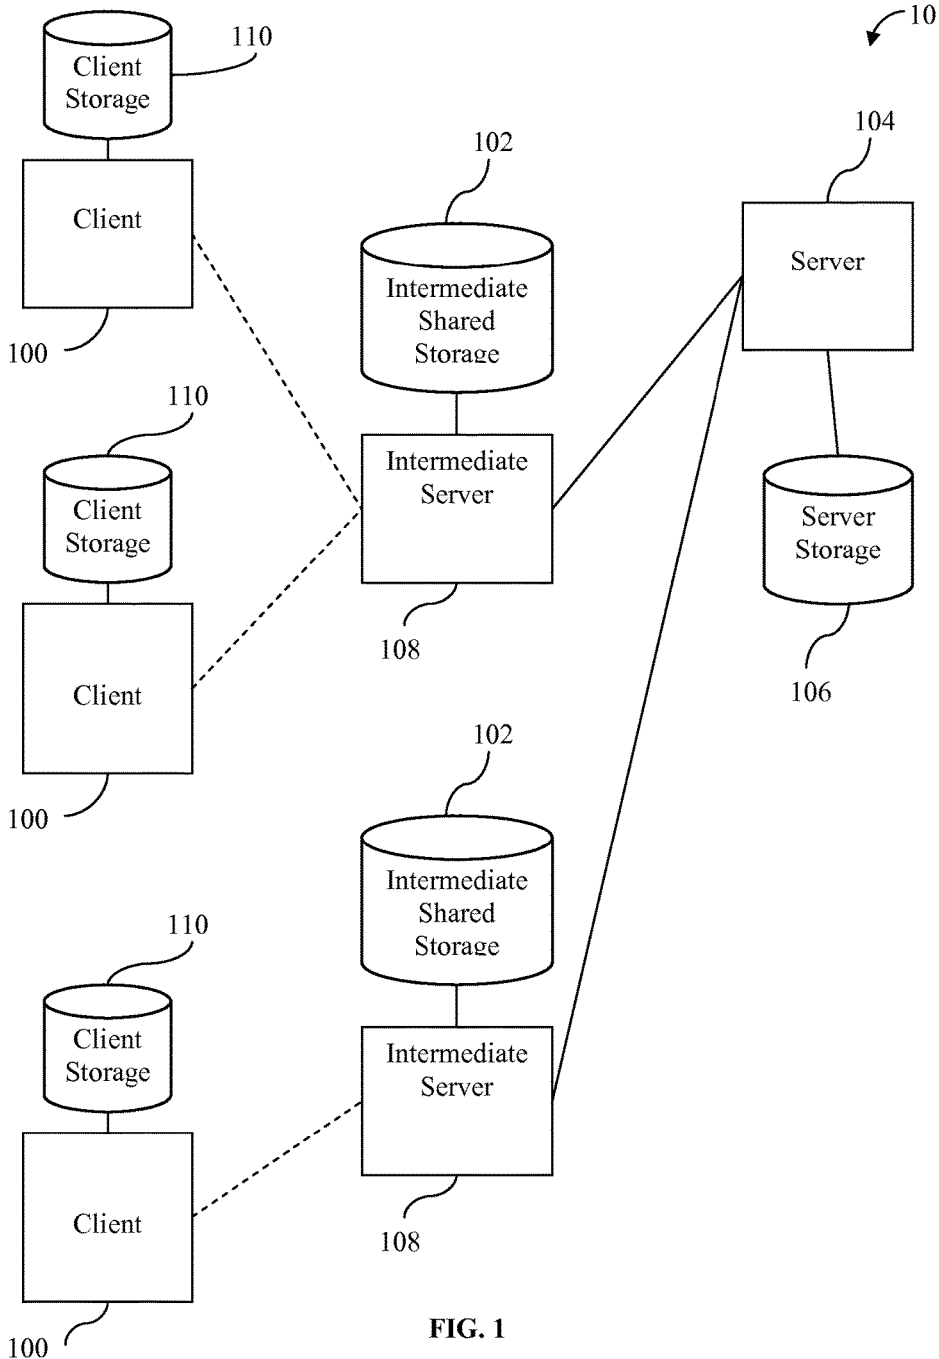 10
110
Client
Storage
104
102
Client
Server
Intermediate
Shared
Storage
100
110
Intermediate
Server
Client
Storage
Server
Storage
108
Client
106
102
100
Intermediate
Shared
Storage
110
Client
Storage
Intermediate
Server
Client
108
FIG. 1
100